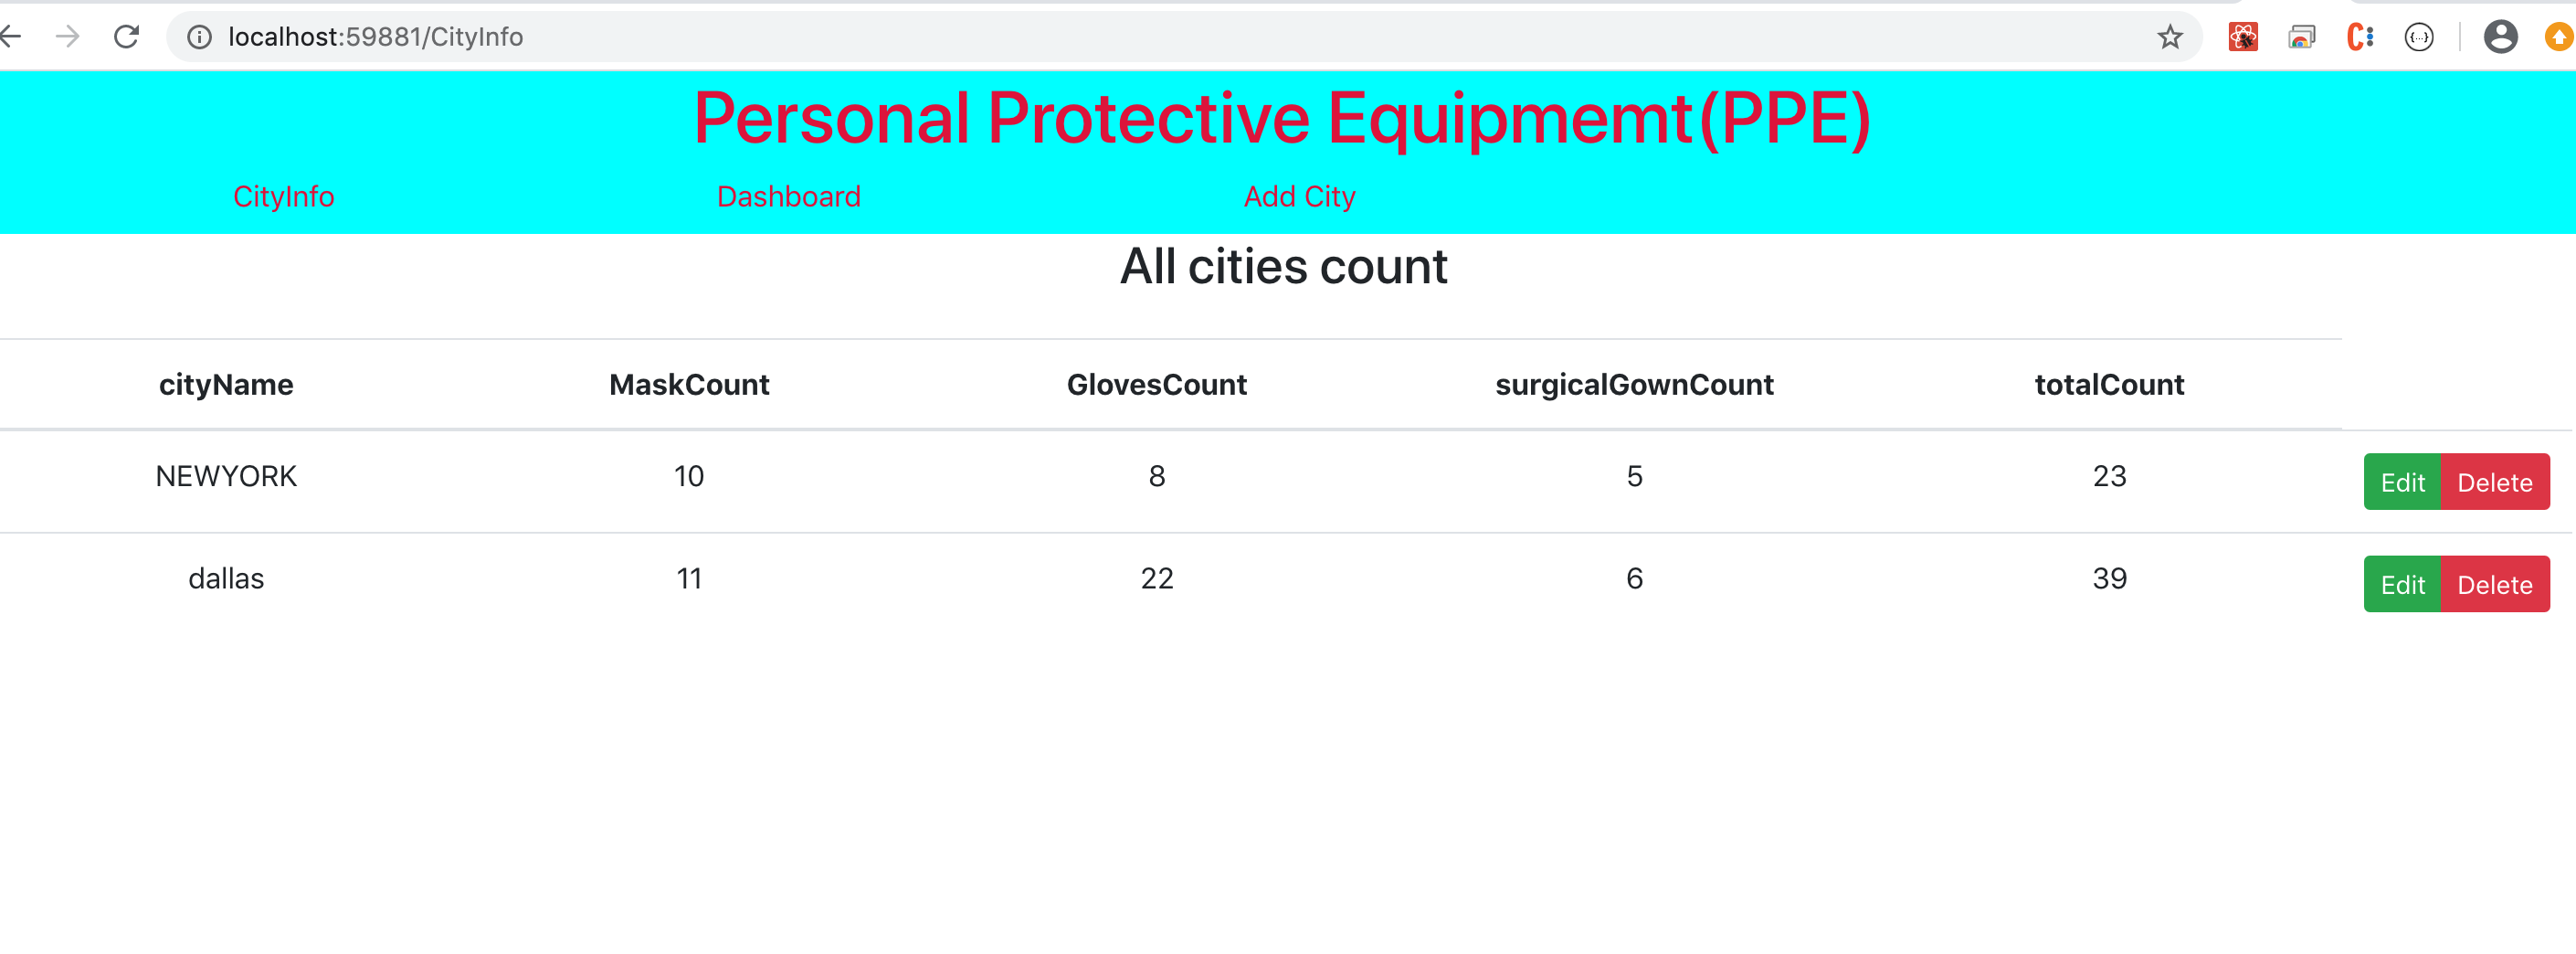 localhost:59881/CityInfo
Personal Protective Equipmemt(PPE)
CityInfo Dashboard Add City
All cities count
cityName MaskCount GlovesCount surgicalGownCount totalCount
NEWYORK 10 8 5 23 Edit Delete
dallas 11 22 6 39 Edit Delete